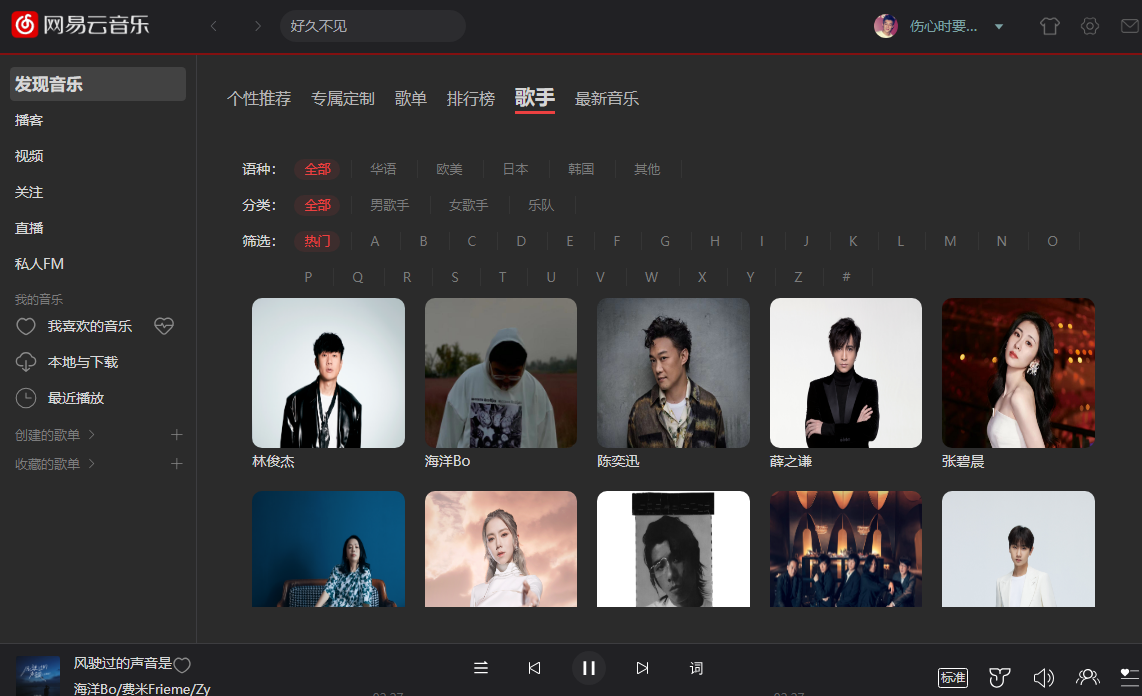 网易云音乐
好久不见
伤心时要...
发现音乐
播客
视频
关注
直播
私人FM
我的音乐
我喜欢的音乐
本地与下载
最近播放
创建的歌单
收藏的歌单
个性推荐 专属定制 歌单 排行榜 歌手 最新音乐
语种: 全部 华语 欧美 日本 韩国 其他
分类: 全部 男歌手 女歌手 乐队
筛选: 热门 A B C D E F G H I J K L M N O
P Q R S T U V W X Y Z #
林俊杰 海洋Bo 陈奕迅 薛之谦 张碧晨
风驶过的声音是
海洋Bo/费米Frieme/Zy
词
标准